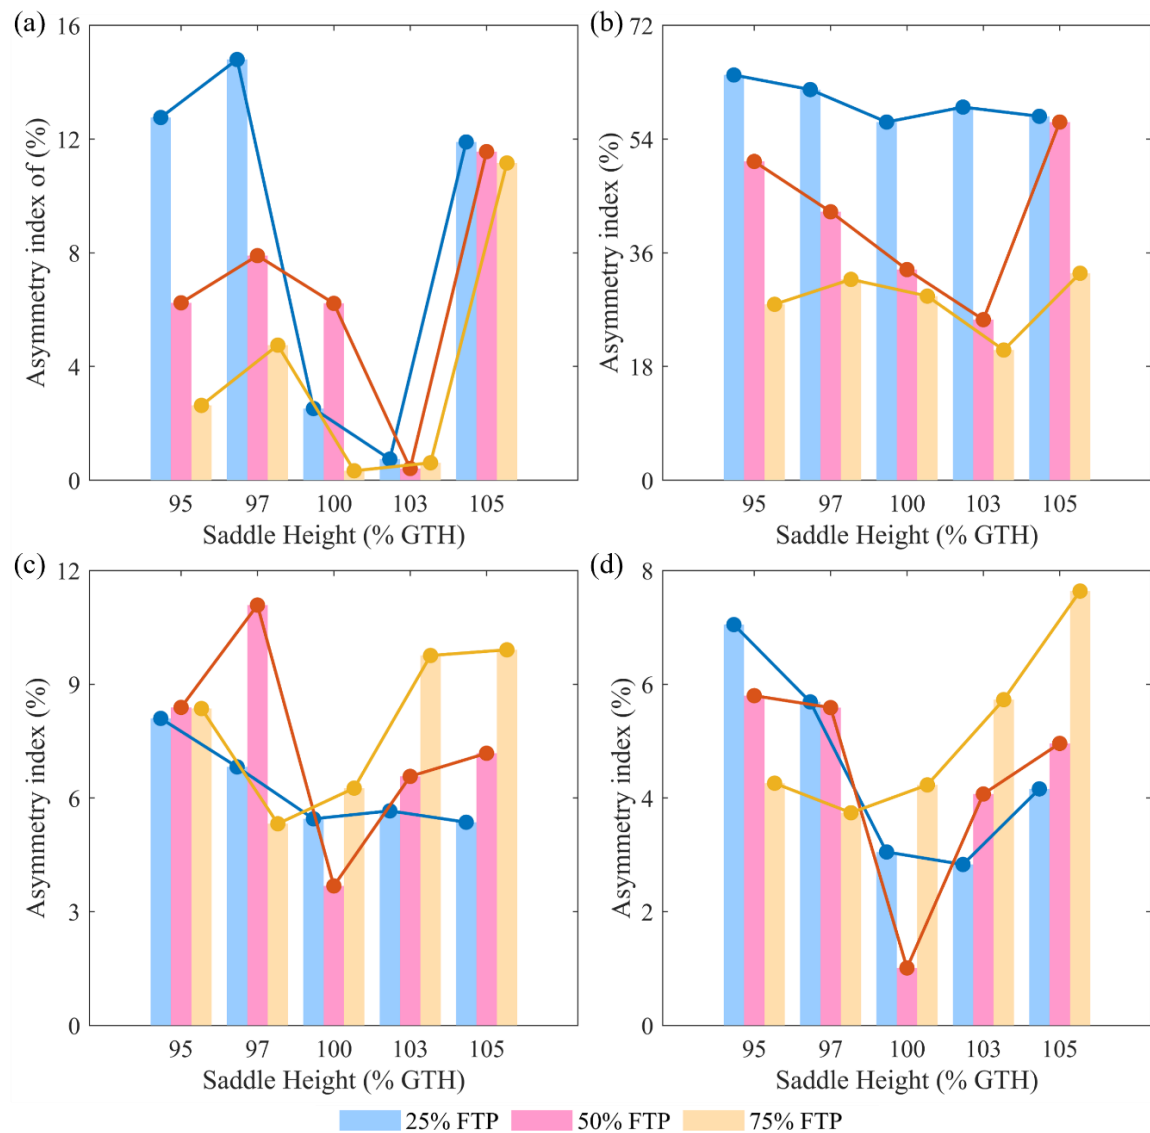 (a)
16
12
8
4
0
Asymmetry index of (%)
95 97 100 103 105
Saddle Height (% GTH)
(b)
72
54
36
18
0
Asymmetry index (%)
95 97 100 103 105
Saddle Height (% GTH)
(c)
12
9
6
3
0
Asymmetry index (%)
95 97 100 103 105
Saddle Height (% GTH)
(d)
8
6
4
2
0
Asymmetry index (%)
95 97 100 103 105
Saddle Height (% GTH)
25% FTP 50% FTP 75% FTP